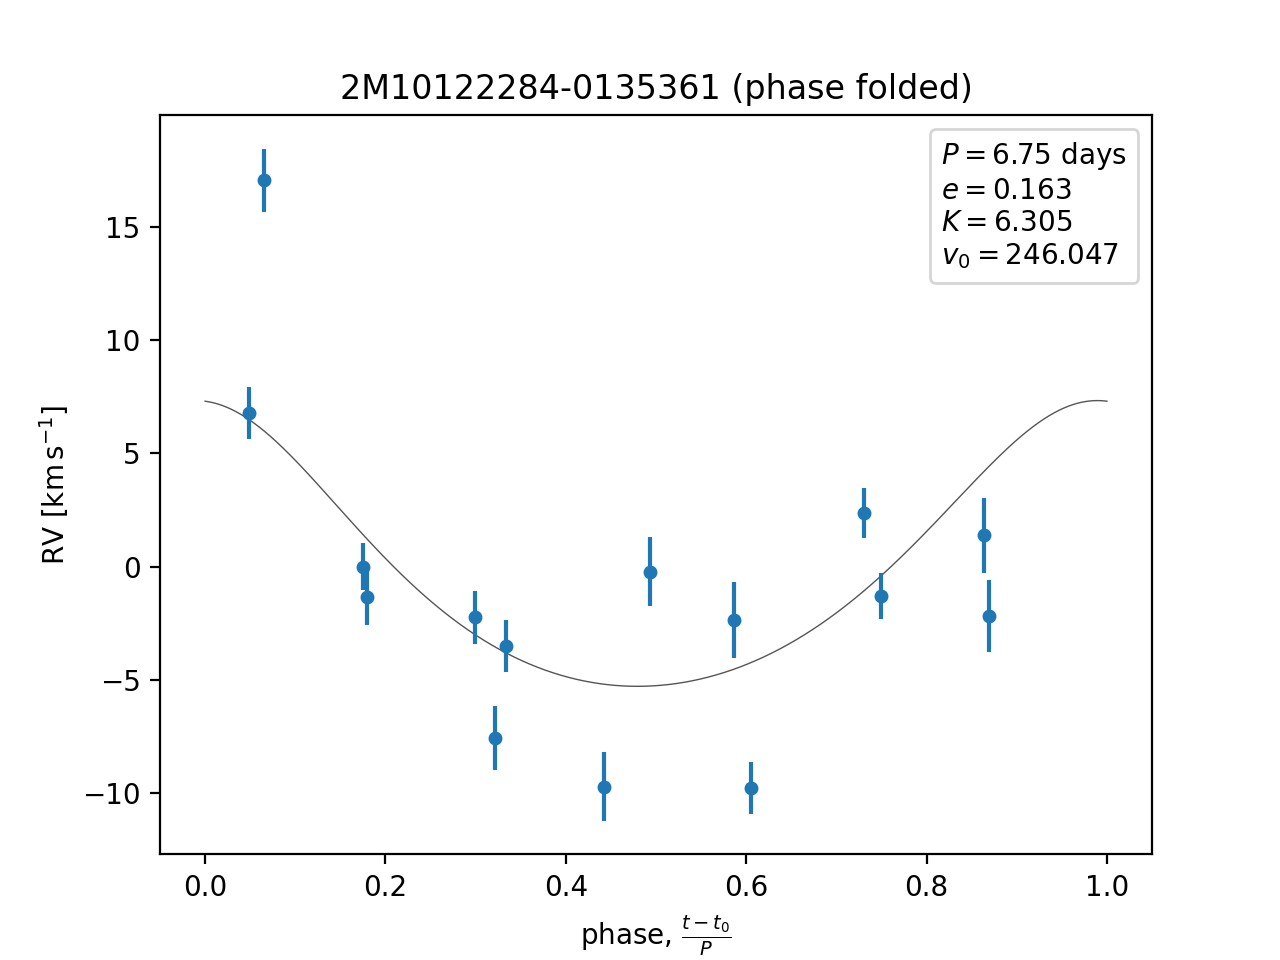 2M10122284-0135361 (phase folded)
P = 6.75 days
e = 0.163
K = 6.305
v₀ = 246.047
15
10
5
0
−5
−10
RV [km s⁻¹]
0.0 0.2 0.4 0.6 0.8 1.0
phase, (t − t₀)/P